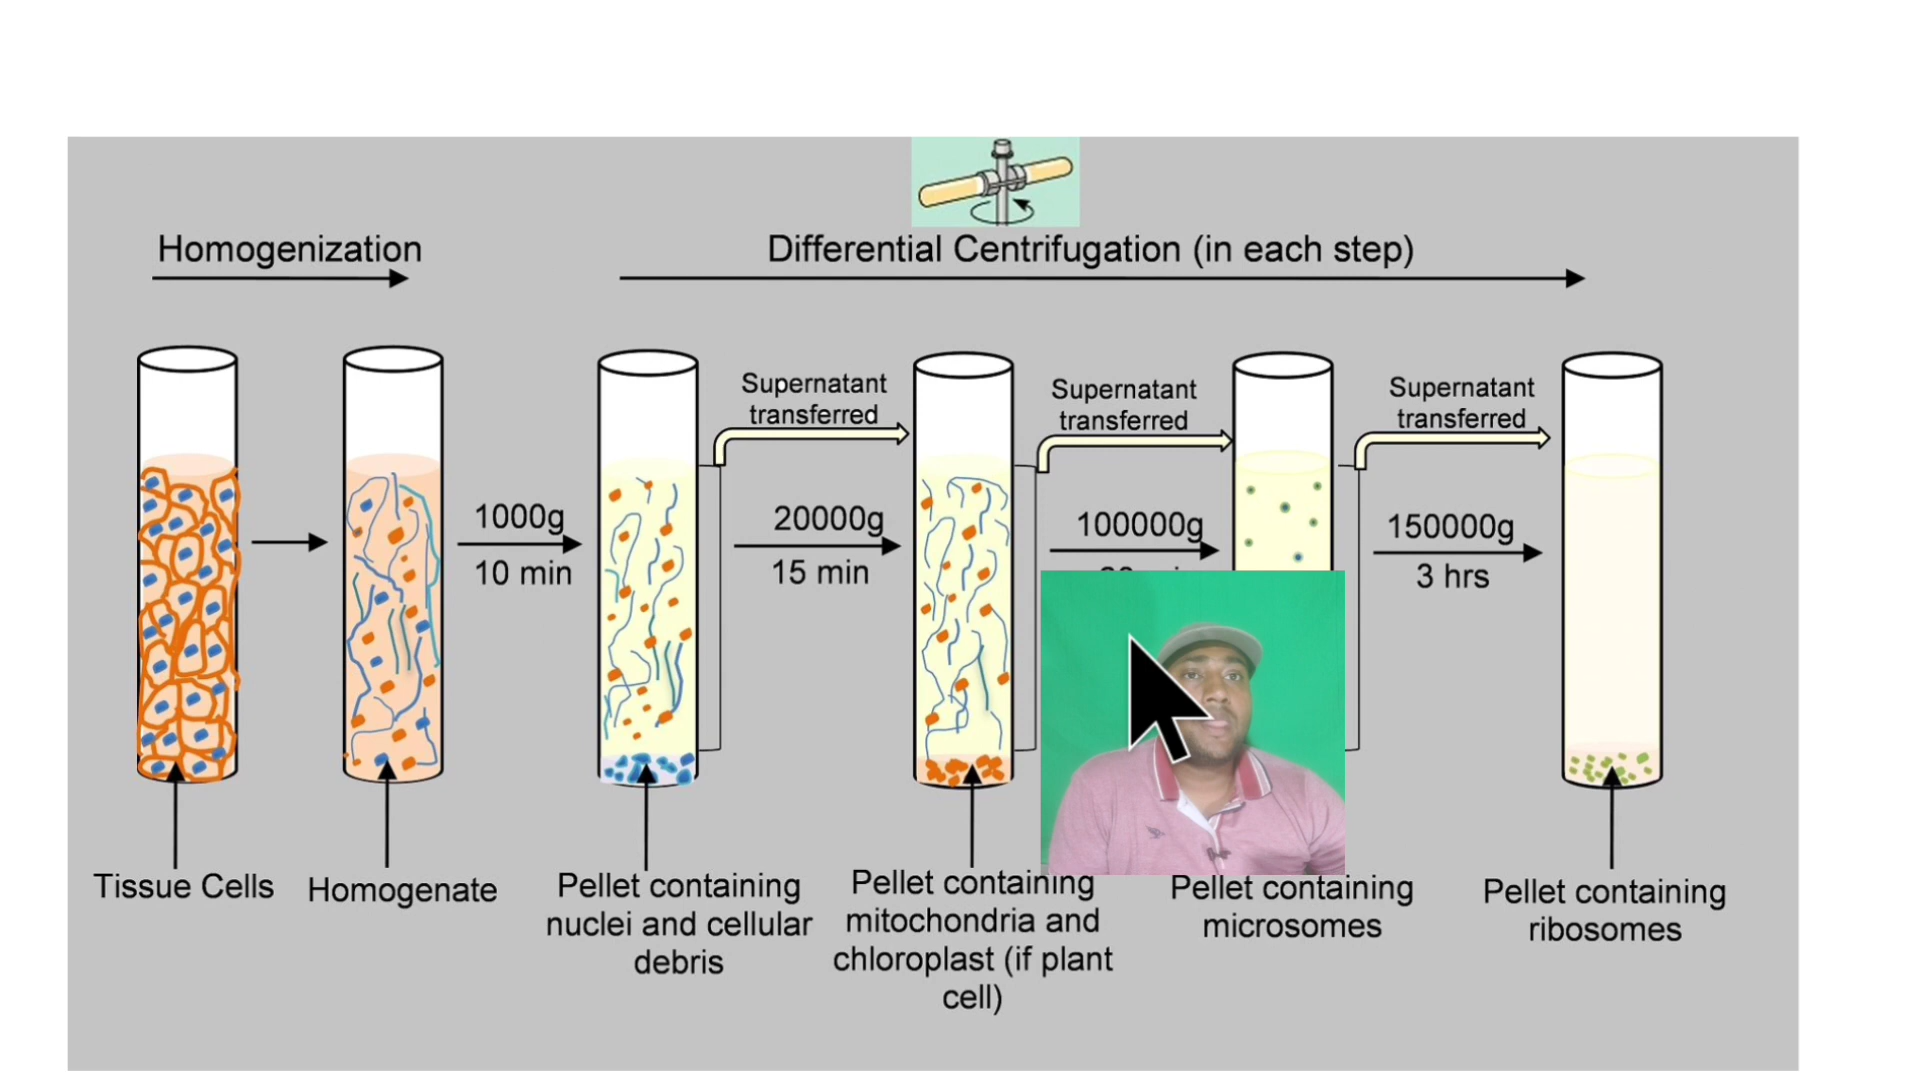 Homogenization
Differential Centrifugation (in each step)
Supernatant
transferred
Supernatant
transferred
Supernatant
transferred
1000g
10 min
20000g
15 min
100000g
150000g
3 hrs
Tissue Cells
Homogenate
Pellet containing
nuclei and cellular
debris
Pellet containing
mitochondria and
chloroplast (if plant
cell)
Pellet containing
microsomes
Pellet containing
ribosomes